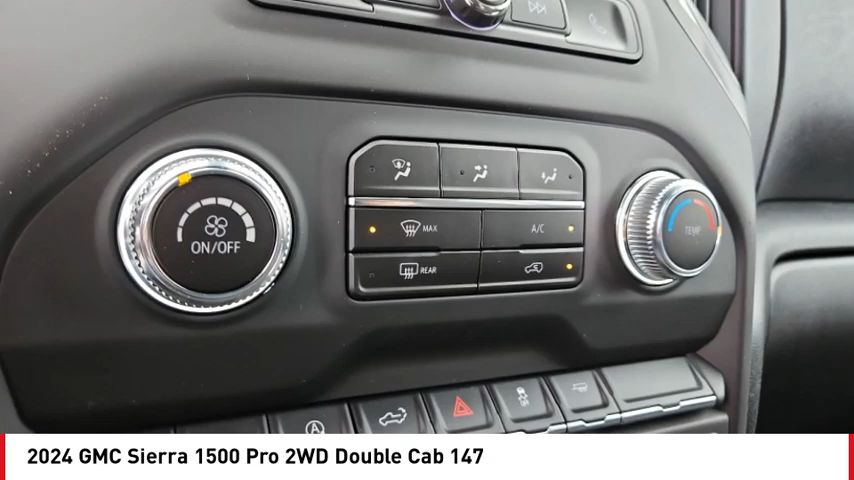 ON/OFF
MAX
A/C
REAR
TEMP
A
2024 GMC Sierra 1500 Pro 2WD Double Cab 147